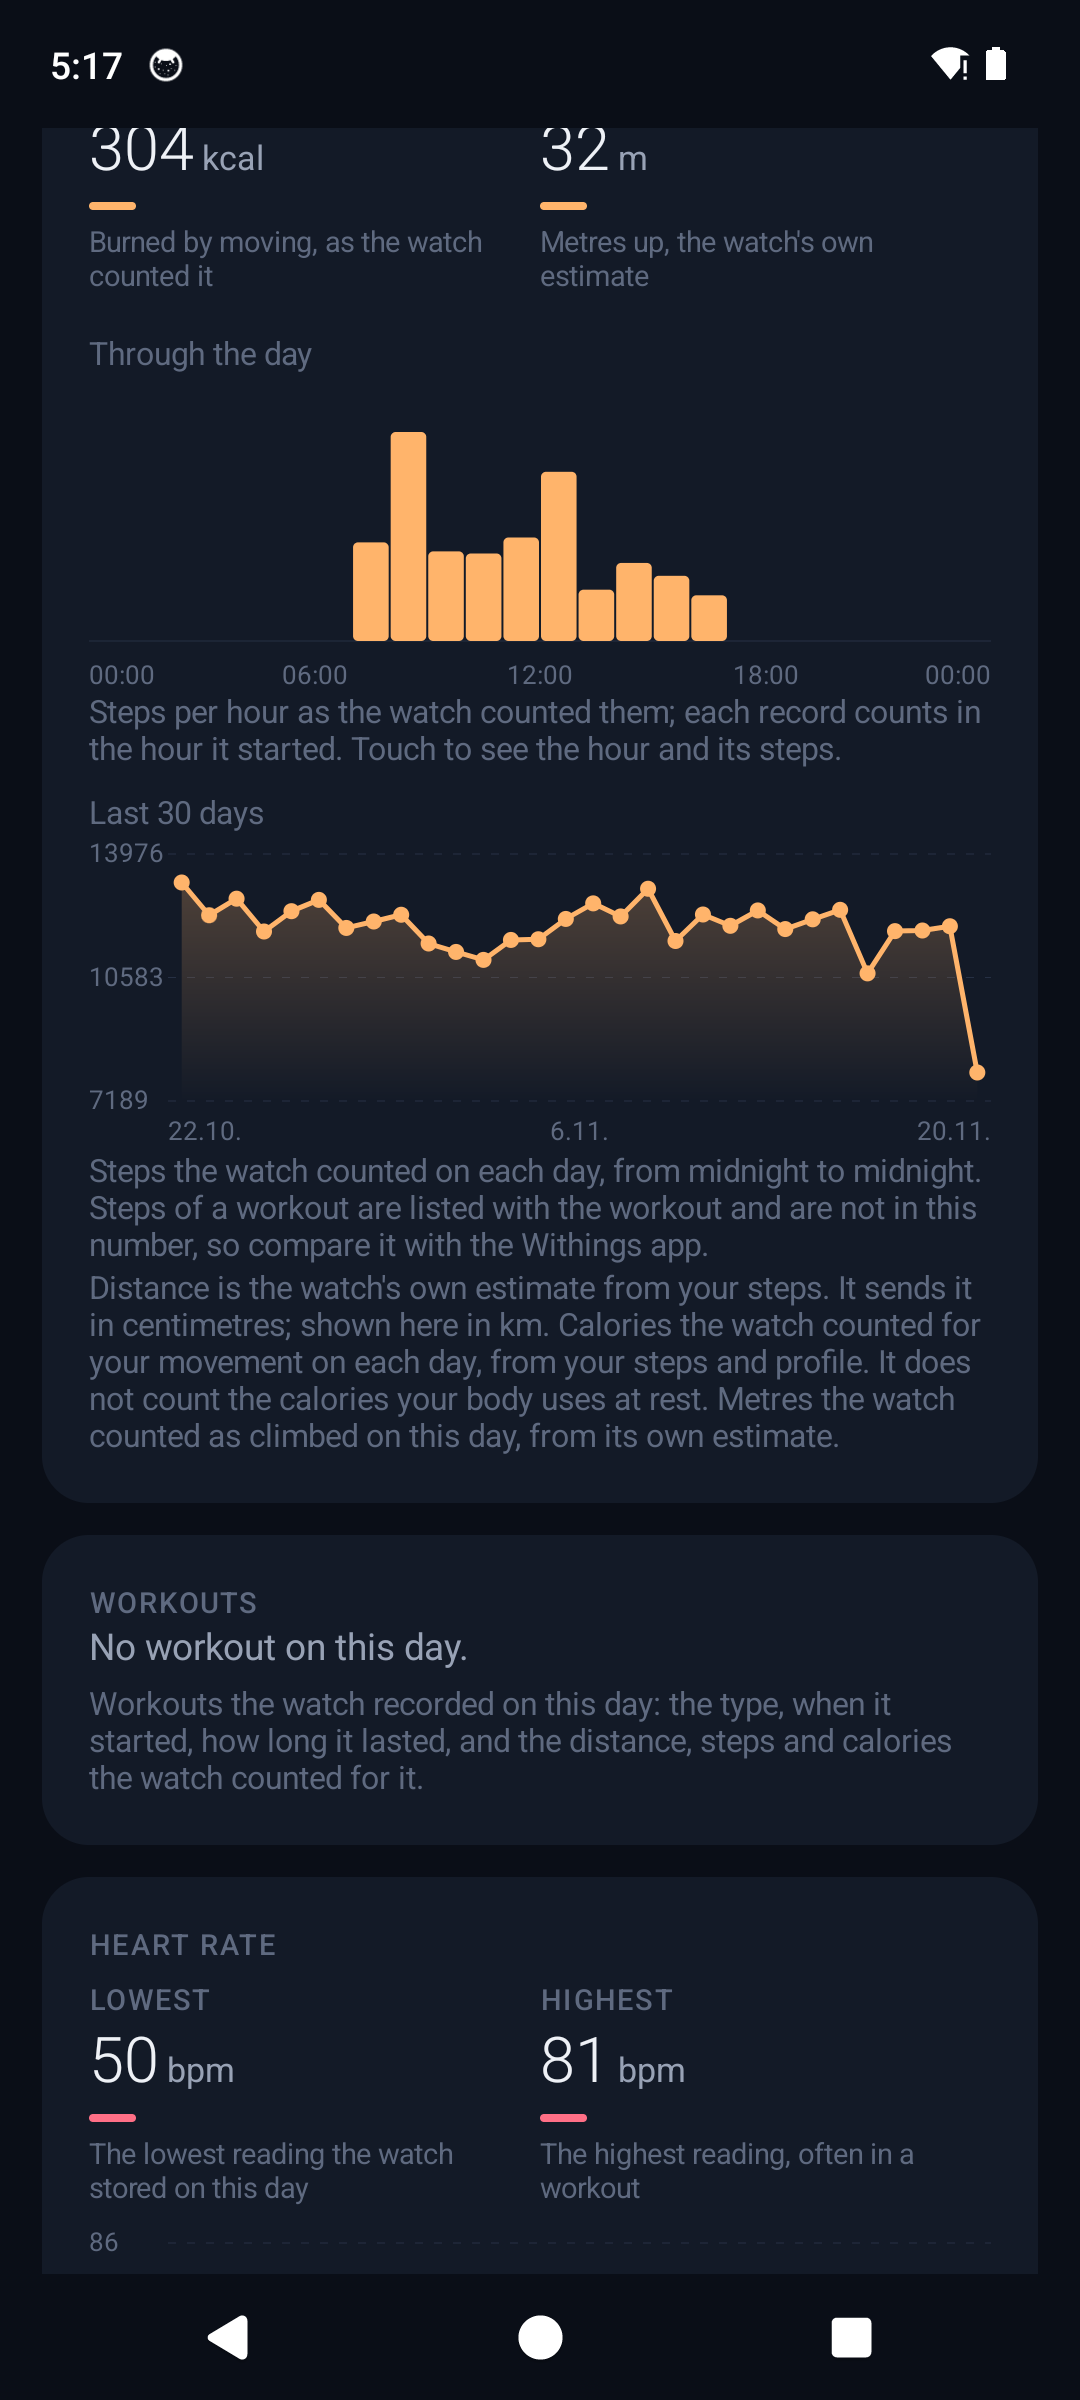 5:17
304 kcal
32 m
Burned by moving, as the watch
counted it
Metres up, the watch's own
estimate
Through the day
00:00 06:00 12:00 18:00 00:00
Steps per hour as the watch counted them; each record counts in
the hour it started. Touch to see the hour and its steps.
Last 30 days
13976
10583
7189
22.10. 6.11. 20.11.
Steps the watch counted on each day, from midnight to midnight.
Steps of a workout are listed with the workout and are not in this
number, so compare it with the Withings app.
Distance is the watch's own estimate from your steps. It sends it
in centimetres; shown here in km. Calories the watch counted for
your movement on each day, from your steps and profile. It does
not count the calories your body uses at rest. Metres the watch
counted as climbed on this day, from its own estimate.
WORKOUTS
No workout on this day.
Workouts the watch recorded on this day: the type, when it
started, how long it lasted, and the distance, steps and calories
the watch counted for it.
HEART RATE
LOWEST
50 bpm
The lowest reading the watch
stored on this day
HIGHEST
81 bpm
The highest reading, often in a
workout
86